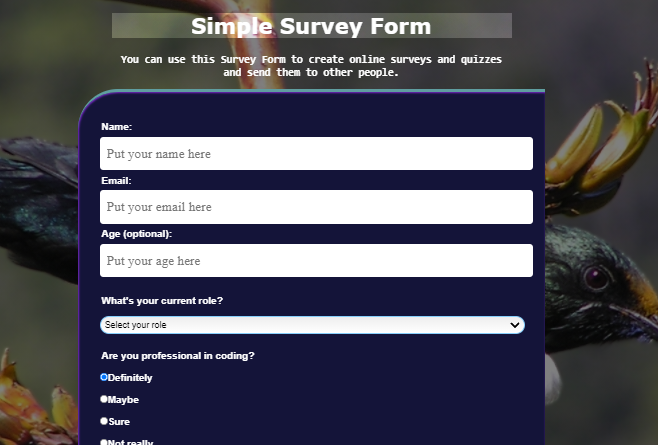 Simple Survey Form
You can use this Survey Form to create online surveys and quizzes
and send them to other people.
Name:
Put your name here
Email:
Put your email here
Age (optional):
Put your age here
What's your current role?
Select your role
Are you professional in coding?
Definitely
Maybe
Sure
Not really